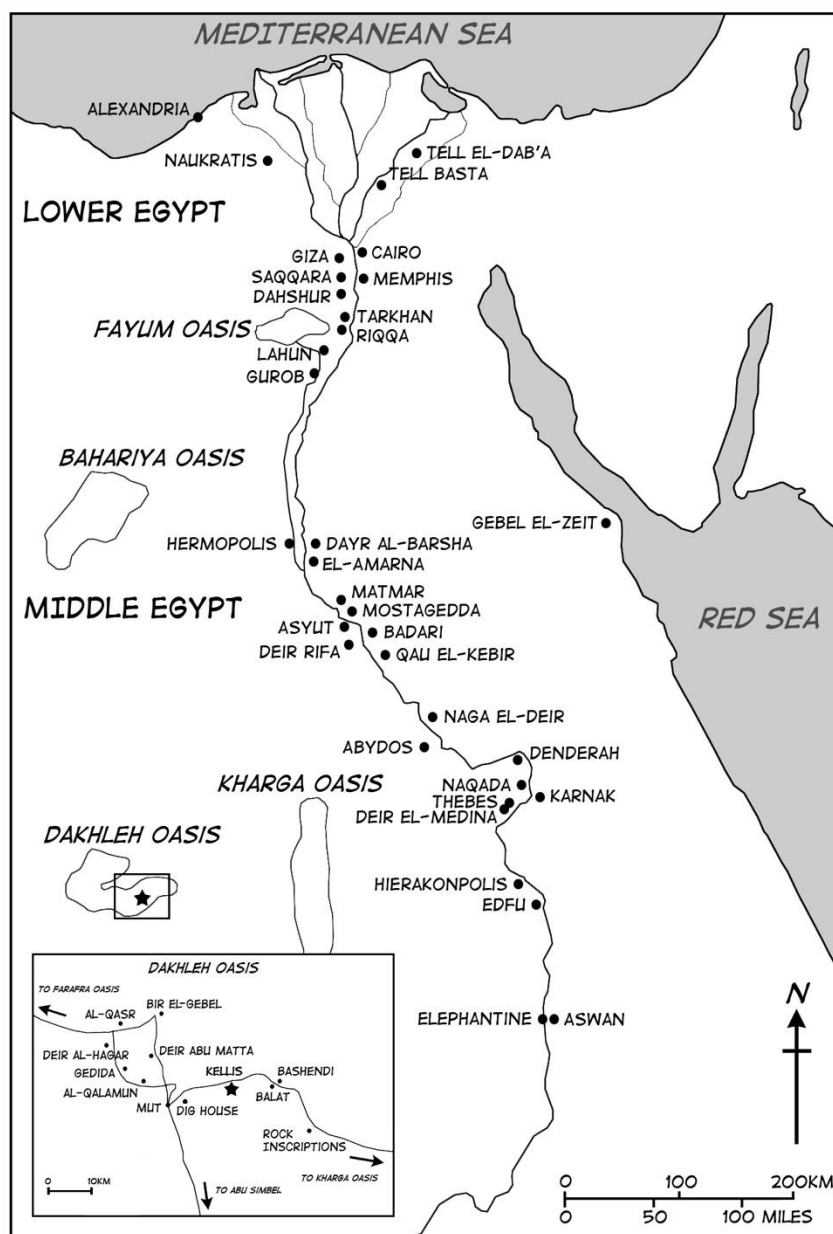 MEDITERRANEAN SEA
ALEXANDRIA
NAUKRATIS
TELL EL-DAB'A
TELL BASTA
LOWER EGYPT
GIZA
CAIRO
SAQQARA
MEMPHIS
DAHSHUR
TARKHAN
FAYUM OASIS
RIQQA
LAHUN
GUROB
BAHARIYA OASIS
GEBEL EL-ZEIT
HERMOPOLIS
DAYR AL-BARSHA
EL-AMARNA
MATMAR
MIDDLE EGYPT
MOSTAGEDDA
RED SEA
ASYUT
BADARI
DEIR RIFA
QAU EL-KEBIR
NAGA EL-DEIR
ABYDOS
DENDERAH
KHARGA OASIS
NAQADA
KARNAK
THEBES
DEIR EL-MEDINA
DAKHLEH OASIS
HIERAKONPOLIS
EDFU
ELEPHANTINE
ASWAN
DAKHLEH OASIS
TO FARAFRA OASIS
BIR EL-GEBEL
AL-QASR
DEIR AL-HAGAR
DEIR ABU MATTA
GEDIDA
KELLIS
BASHENDI
AL-QALAMUN
BALAT
MUT
DIG HOUSE
ROCK
INSCRIPTIONS
TO KHARGA OASIS
0 10KM
TO ABU SIMBEL
N
0 100 200KM
0 50 100 MILES